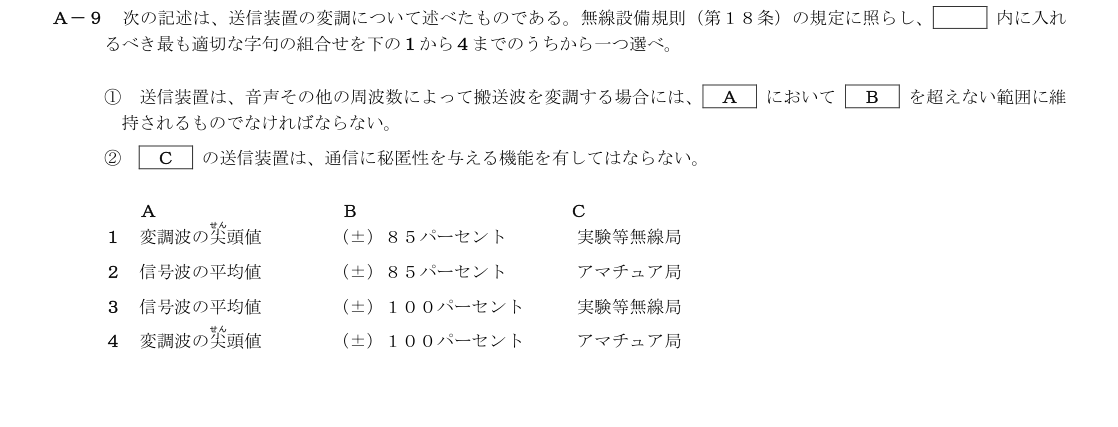 A－9　次の記述は、送信装置の変調について述べたものである。無線設備規則（第１８条）の規定に照らし、　　　内に入れ
るべき最も適切な字句の組合せを下の1から4までのうちから一つ選べ。
①　送信装置は、音声その他の周波数によって搬送波を変調する場合には、 A において B を超えない範囲に維
持されるものでなければならない。
②　 C の送信装置は、通信に秘匿性を与える機能を有してはならない。
A B C
せん
1　変調波の尖頭値　（±）８５パーセント　実験等無線局
2　信号波の平均値　（±）８５パーセント　アマチュア局
3　信号波の平均値　（±）１００パーセント　実験等無線局
せん
4　変調波の尖頭値　（±）１００パーセント　アマチュア局